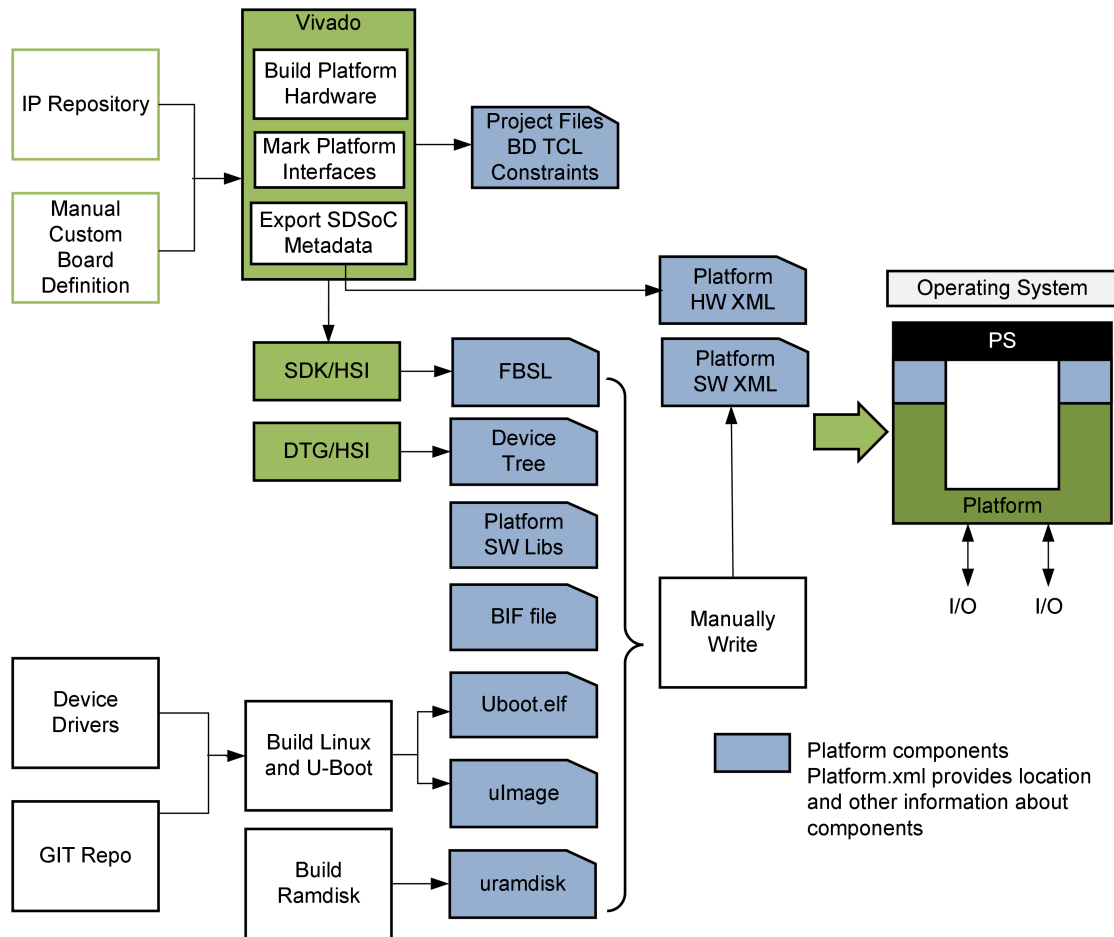 Vivado
Build Platform
Hardware
Mark Platform
Interfaces
Export SDSoC
Metadata
IP Repository
Manual
Custom
Board
Definition
Project Files
BD TCL
Constraints
Platform
HW XML
Platform
SW XML
Operating System
PS
Platform
I/O
I/O
SDK/HSI
FBSL
DTG/HSI
Device
Tree
Platform
SW Libs
BIF file
Manually
Write
Device
Drivers
GIT Repo
Build Linux
and U-Boot
Uboot.elf
uImage
Build
Ramdisk
uramdisk
Platform components
Platform.xml provides location
and other information about
components